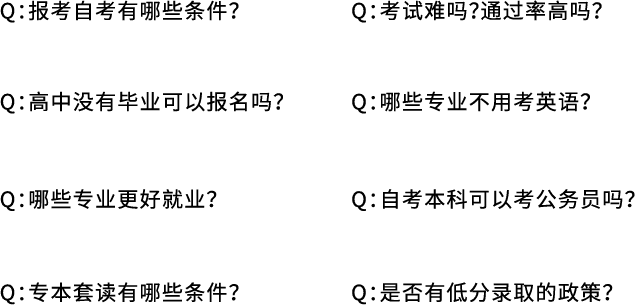 Q：报考自考有哪些条件？
Q：考试难吗？通过率高吗？
Q：高中没有毕业可以报名吗？
Q：哪些专业不用考英语？
Q：哪些专业更好就业？
Q：自考本科可以考公务员吗？
Q：专本套读有哪些条件？
Q：是否有低分录取的政策？